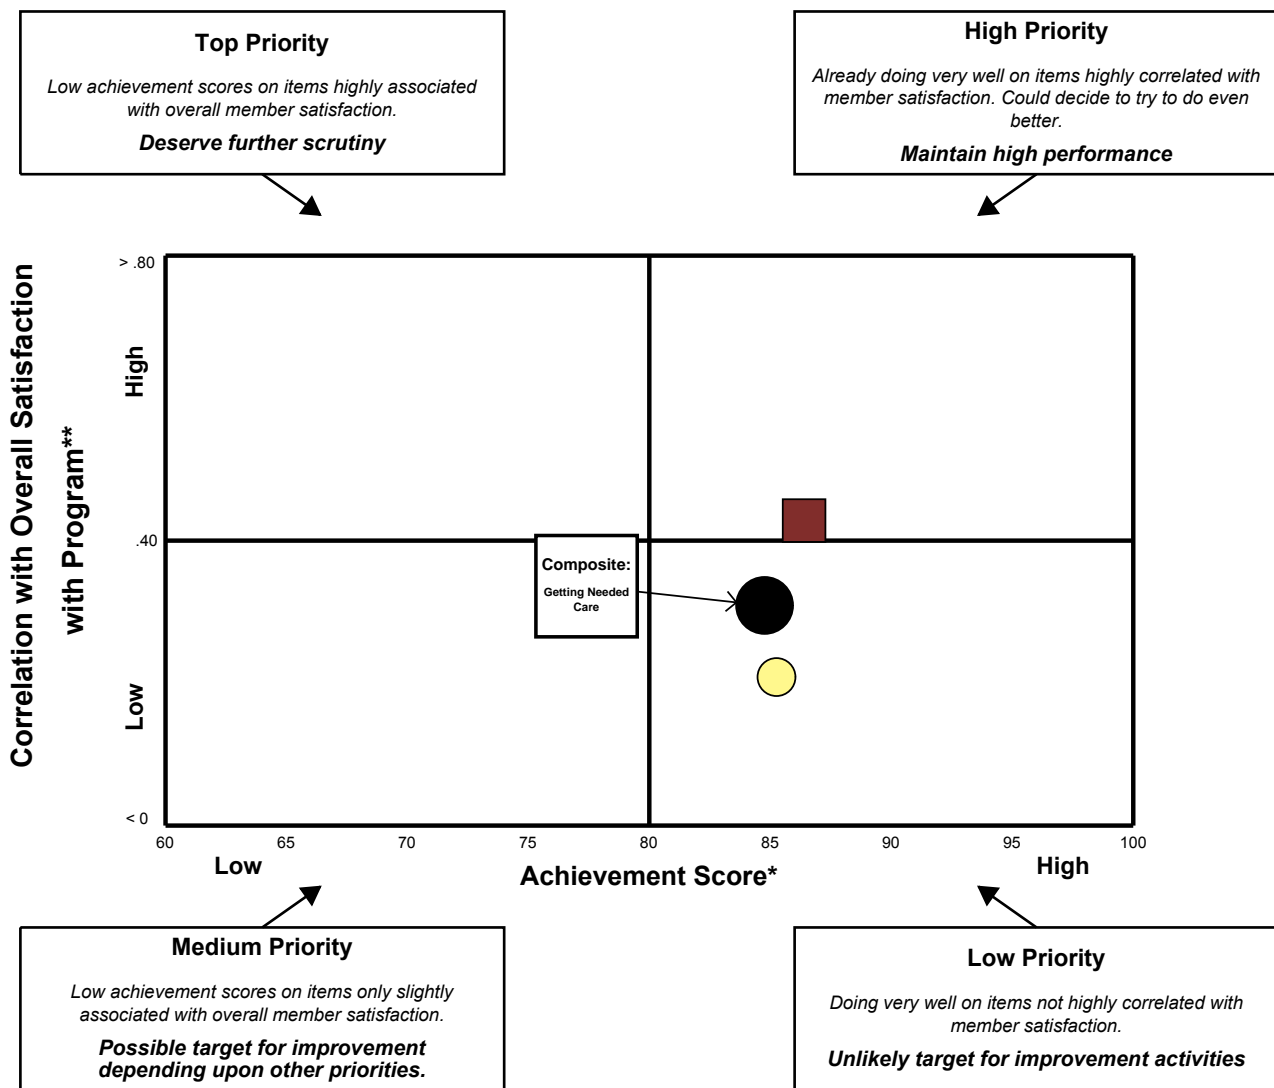 Top Priority
Low achievement scores on items highly associated
with overall member satisfaction.
Deserve further scrutiny
High Priority
Already doing very well on items highly correlated with
member satisfaction. Could decide to try to do even
better.
Maintain high performance
Correlation with Overall Satisfaction
with Program**
> .80
High
.40
Low
< 0
Composite:
Getting Needed
Care
60 65 70 75 80 85 90 95 100
Low
Achievement Score*
High
Medium Priority
Low achievement scores on items only slightly
associated with overall member satisfaction.
Possible target for improvement
depending upon other priorities.
Low Priority
Doing very well on items not highly correlated with
member satisfaction.
Unlikely target for improvement activities